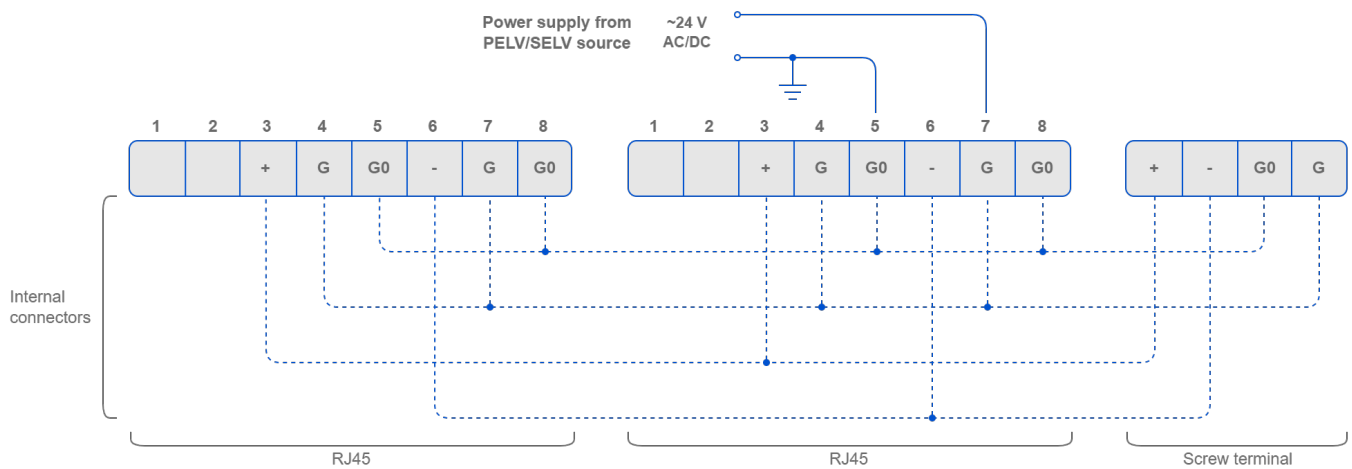 Power supply from ~24 V
PELV/SELV source AC/DC
1 2 3 4 5 6 7 8
1 2 3 4 5 6 7 8
+ G G0 - G G0
+ G G0 - G G0
+ - G0 G
Internal
connectors
RJ45
RJ45
Screw terminal